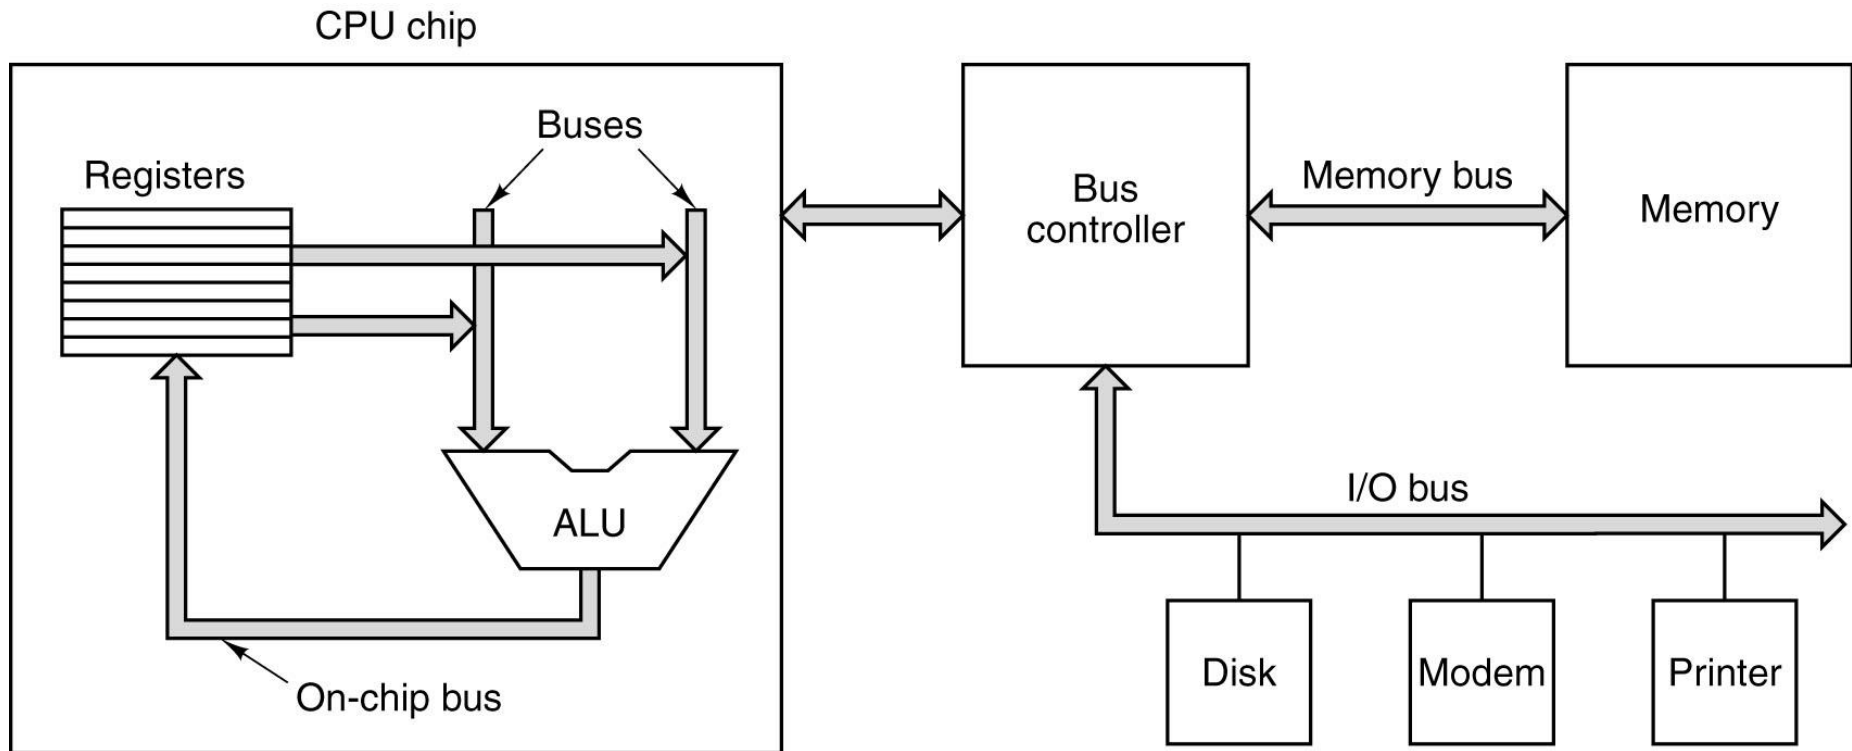 CPU chip
Buses
Registers
Bus
controller
Memory bus
Memory
ALU
I/O bus
On-chip bus
Disk
Modem
Printer